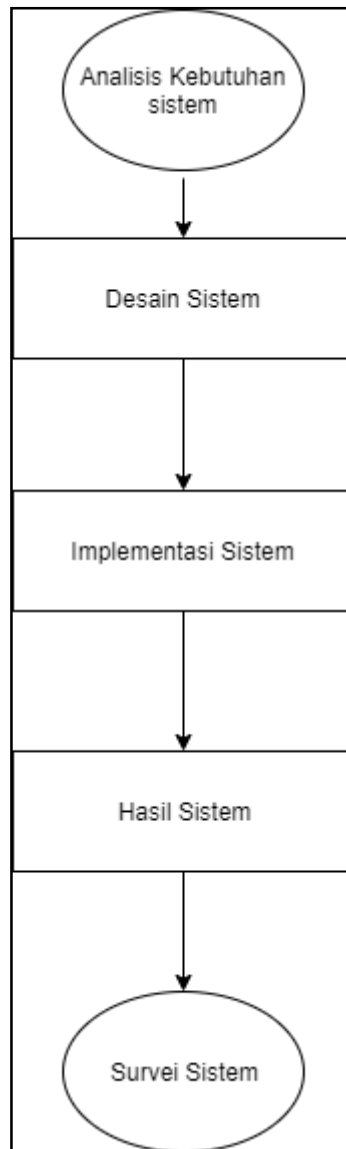 Analisis Kebutuhan
sistem
Desain Sistem
Implementasi Sistem
Hasil Sistem
Survei Sistem